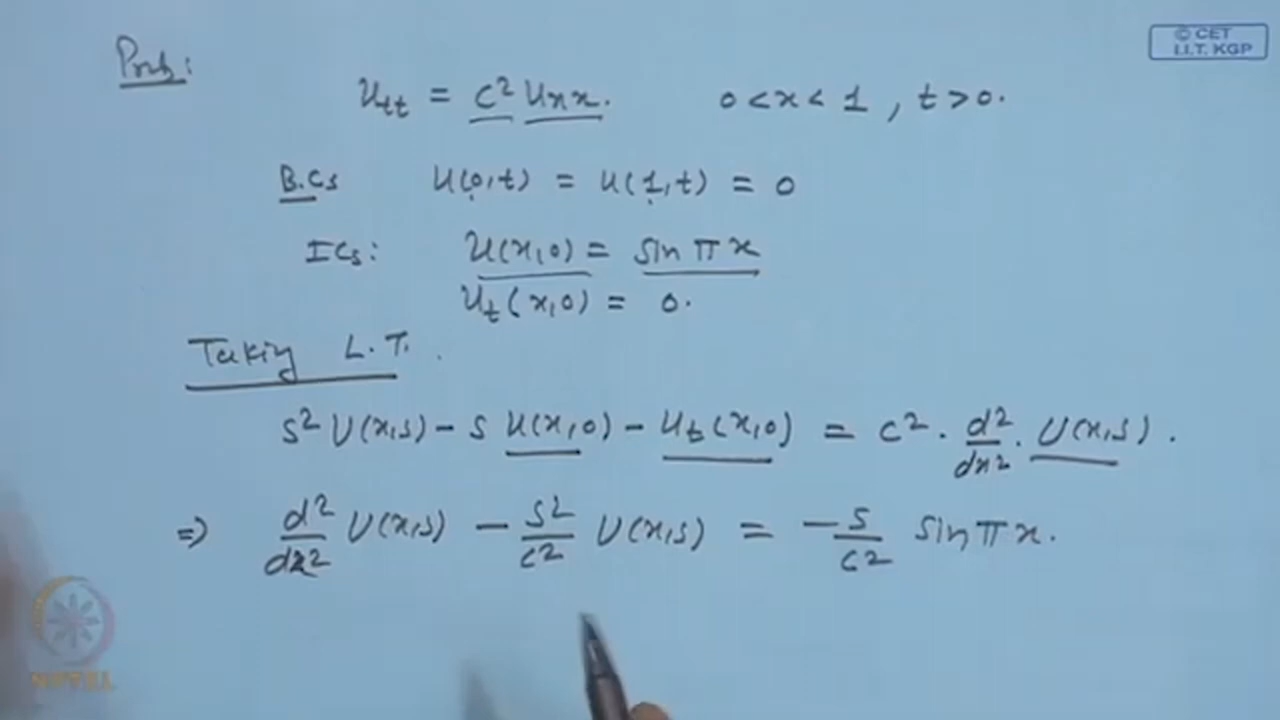 © CET
I.I.T. KGP
Prob:
u_tt = c² u_xx. 0 < x < 1, t > 0.
B.Cs u(0,t) = u(1,t) = 0
ICs: u(x,0) = sin πx
u_t(x,0) = 0.
Taking L.T.
s² U(x,s) - s u(x,0) - u_t(x,0) = c² · d²/dx² · U(x,s).
⇒ d²/dx² U(x,s) - s²/c² U(x,s) = -s/c² sin πx.
NPTEL